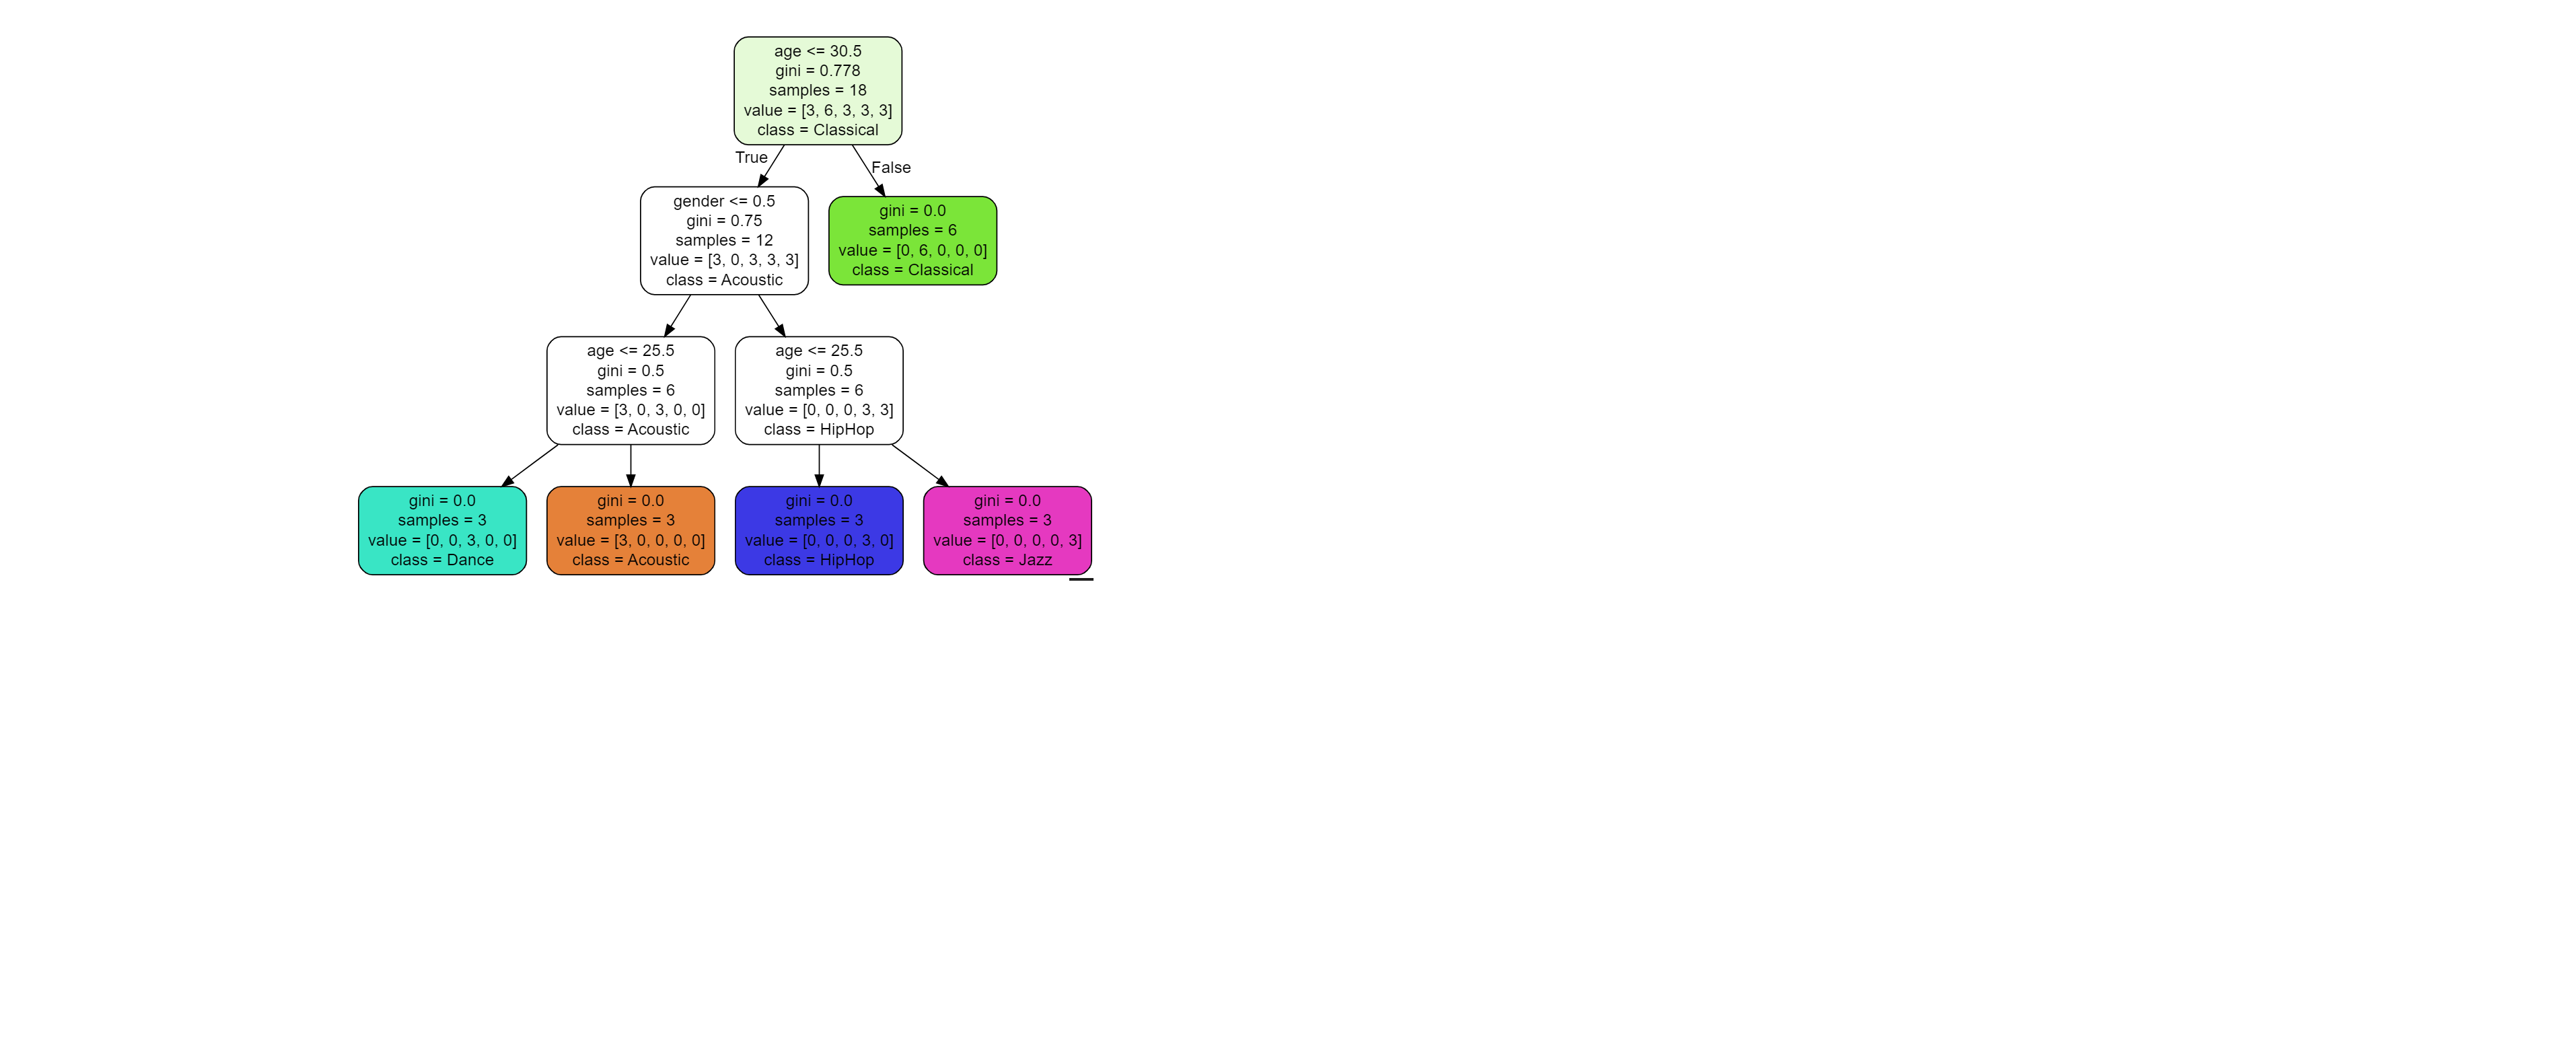 age <= 30.5
gini = 0.778
samples = 18
value = [3, 6, 3, 3, 3]
class = Classical
True
False
gender <= 0.5
gini = 0.75
samples = 12
value = [3, 0, 3, 3, 3]
class = Acoustic
gini = 0.0
samples = 6
value = [0, 6, 0, 0, 0]
class = Classical
age <= 25.5
gini = 0.5
samples = 6
value = [3, 0, 3, 0, 0]
class = Acoustic
age <= 25.5
gini = 0.5
samples = 6
value = [0, 0, 0, 3, 3]
class = HipHop
gini = 0.0
samples = 3
value = [0, 0, 3, 0, 0]
class = Dance
gini = 0.0
samples = 3
value = [3, 0, 0, 0, 0]
class = Acoustic
gini = 0.0
samples = 3
value = [0, 0, 0, 3, 0]
class = HipHop
gini = 0.0
samples = 3
value = [0, 0, 0, 0, 3]
class = Jazz